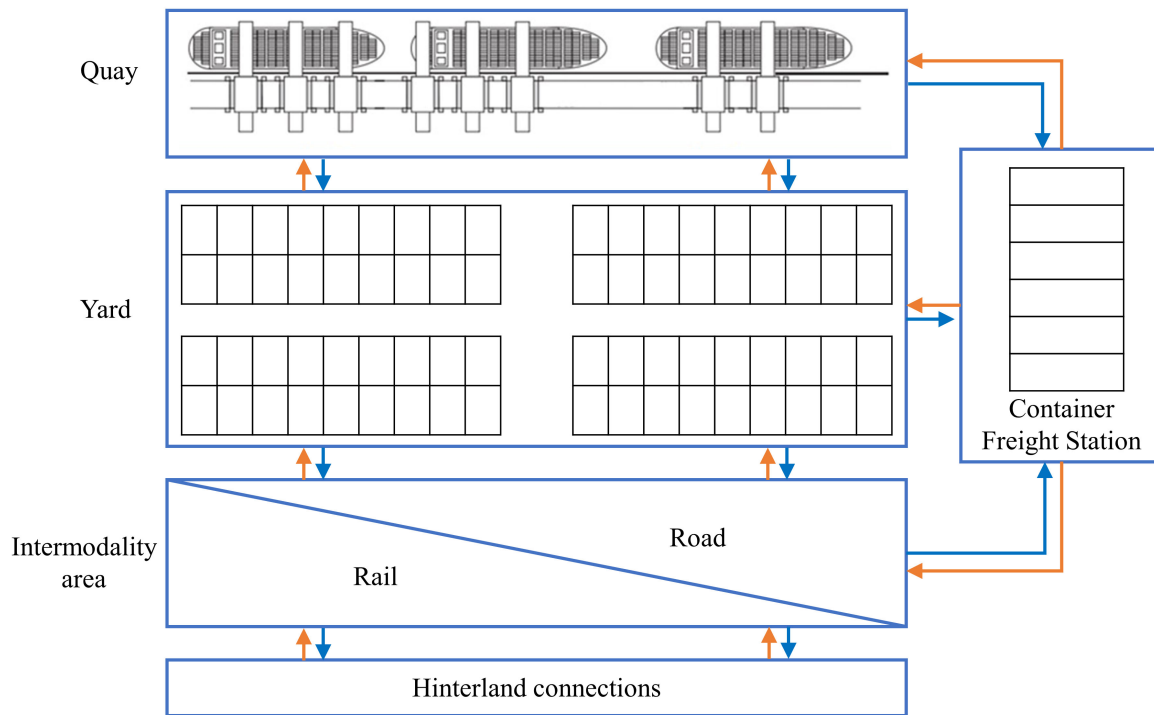 Quay
Yard
Container
Freight Station
Intermodality
area
Road
Rail
Hinterland connections